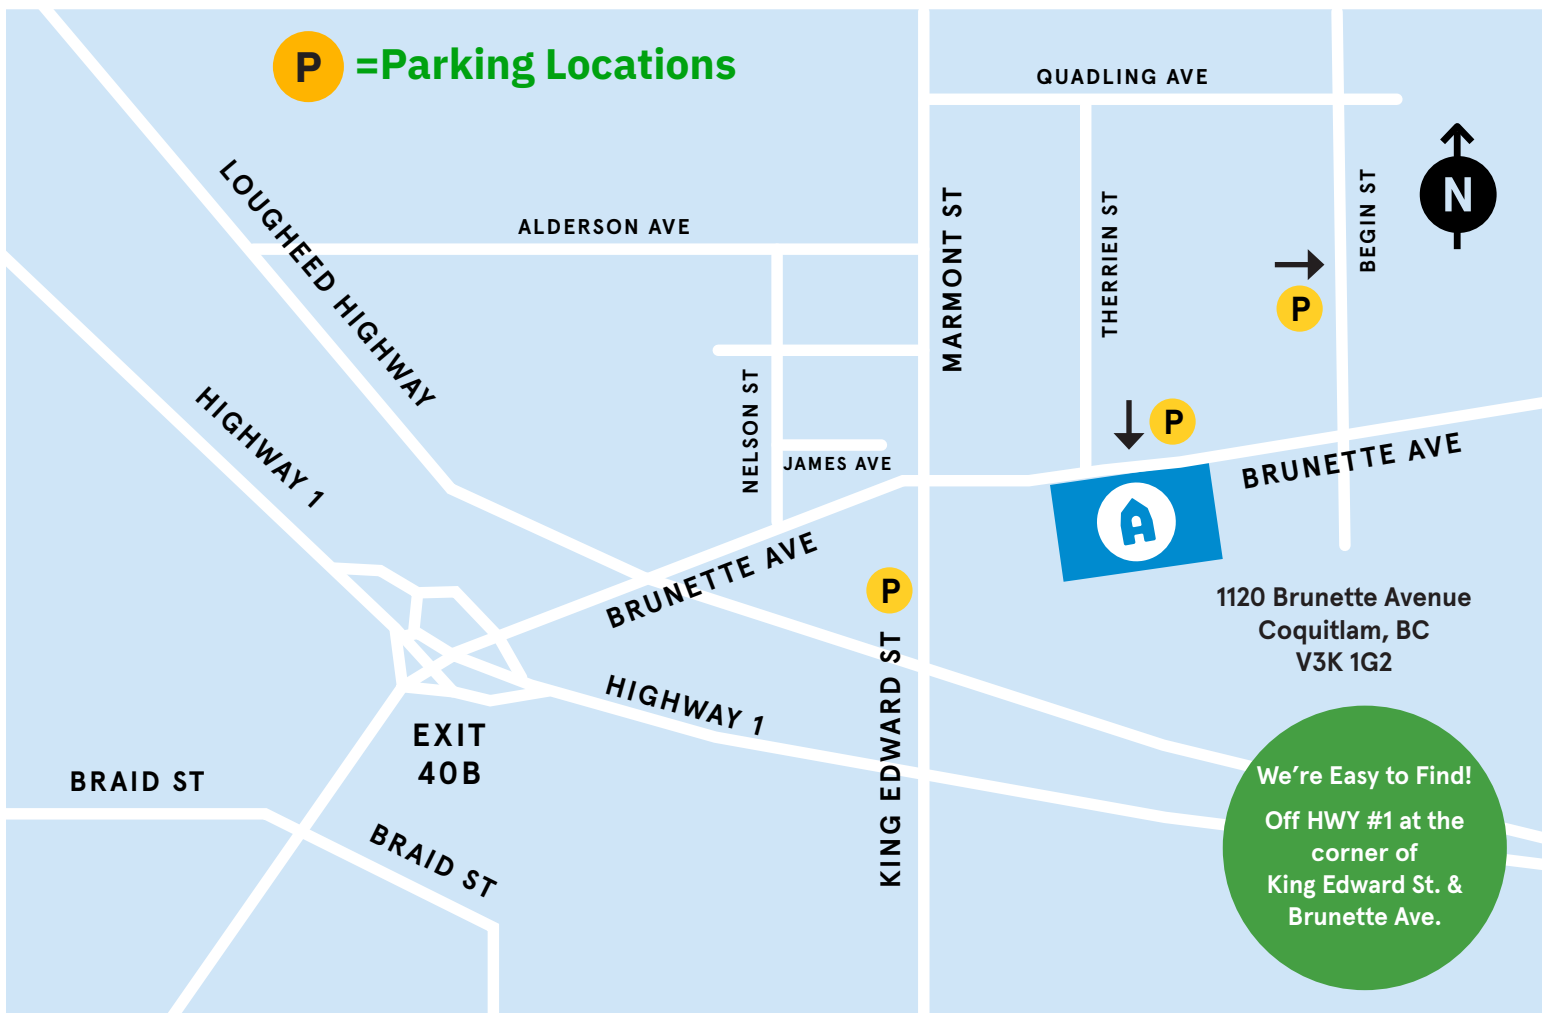 P =Parking Locations
QUADLING AVE
LOUGHEED HIGHWAY
ALDERSON AVE
MARMONT ST
THERRIEN ST
BEGIN ST
N
P
HIGHWAY 1
NELSON ST
JAMES AVE
P
BRUNETTE AVE
BRUNETTE AVE
P
1120 Brunette Avenue
Coquitlam, BC
V3K 1G2
HIGHWAY 1
KING EDWARD ST
EXIT
40B
BRAID ST
BRAID ST
We're Easy to Find!
Off HWY #1 at the
corner of
King Edward St. &
Brunette Ave.